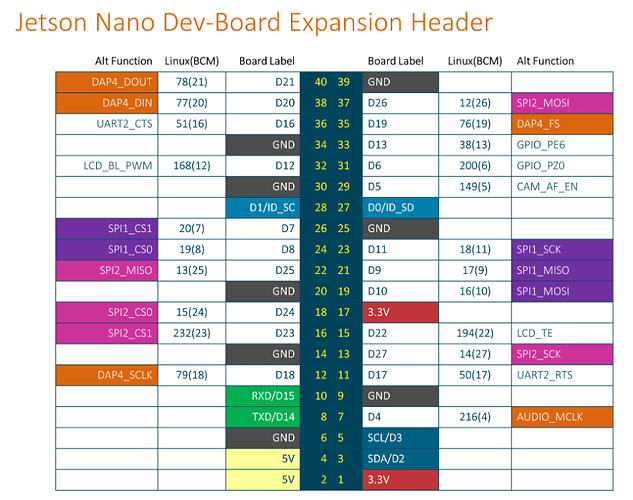 Jetson Nano Dev-Board Expansion Header
Alt Function Linux(BCM) Board Label Board Label Linux(BCM) Alt Function
DAP4_DOUT 78(21) D21 40 39 GND
DAP4_DIN 77(20) D20 38 37 D26 12(26) SPI2_MOSI
UART2_CTS 51(16) D16 36 35 D19 76(19) DAP4_FS
GND 34 33 D13 38(13) GPIO_PE6
LCD_BL_PWM 168(12) D12 32 31 D6 200(6) GPIO_PZ0
GND 30 29 D5 149(5) CAM_AF_EN
D1/ID_SC 28 27 D0/ID_SD
SPI1_CS1 20(7) D7 26 25 GND
SPI1_CS0 19(8) D8 24 23 D11 18(11) SPI1_SCK
SPI2_MISO 13(25) D25 22 21 D9 17(9) SPI1_MISO
GND 20 19 D10 16(10) SPI1_MOSI
SPI2_CS0 15(24) D24 18 17 3.3V
SPI2_CS1 232(23) D23 16 15 D22 194(22) LCD_TE
GND 14 13 D27 14(27) SPI2_SCK
DAP4_SCLK 79(18) D18 12 11 D17 50(17) UART2_RTS
RXD/D15 10 9 GND
TXD/D14 8 7 D4 216(4) AUDIO_MCLK
GND 6 5 SCL/D3
5V 4 3 SDA/D2
5V 2 1 3.3V